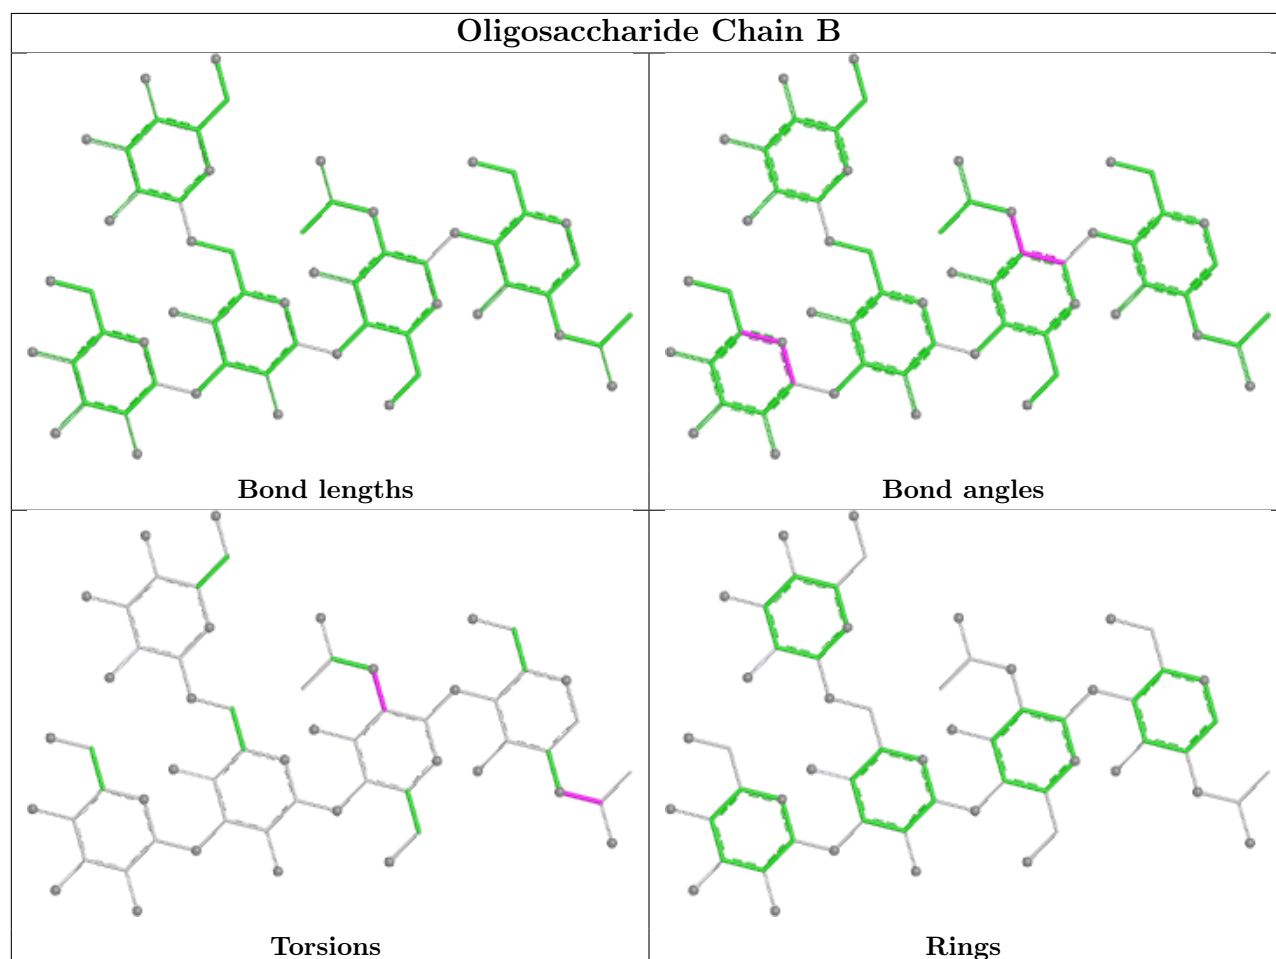 Oligosaccharide Chain B
Bond lengths
Bond angles
Torsions
Rings